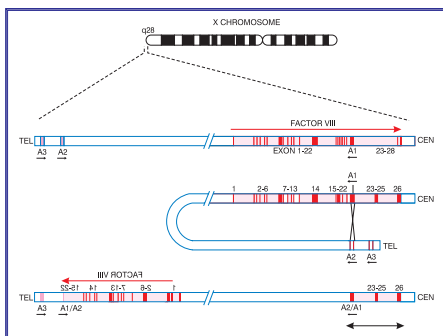 X CHROMOSOME
q28
FACTOR VIII
TEL
CEN
A3
A2
EXON 1-22
A1
23-28
A1
1 2-6 7-13 14 15-22 23-25 26
CEN
TEL
A2 A3
FACTOR VIII
15-22 14 7-13 2-6 1 23-25 26
TEL
CEN
A3 A1/A2 A2/A1